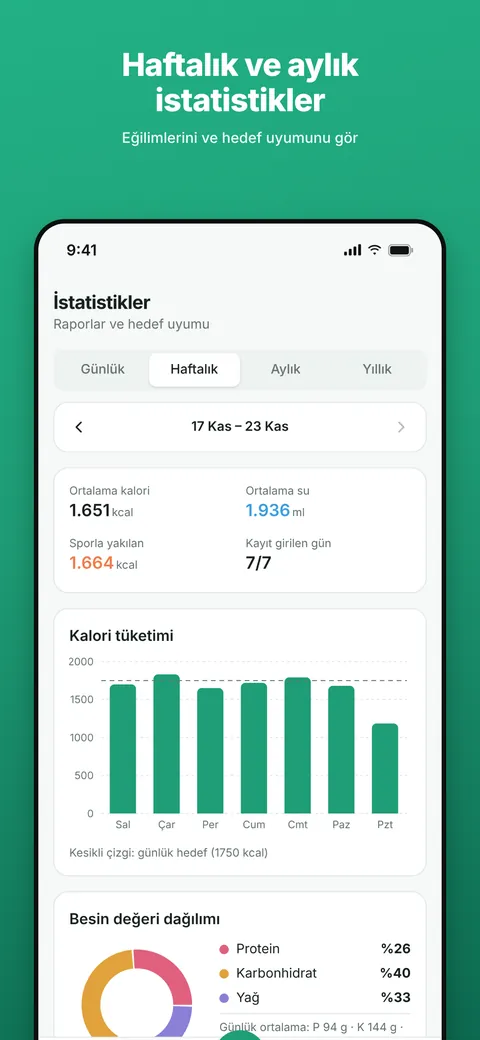 Haftalık ve aylık
istatistikler
Eğilimlerini ve hedef uyumunu gör
9:41
İstatistikler
Raporlar ve hedef uyumu
Günlük Haftalık Aylık Yıllık
17 Kas – 23 Kas
Ortalama kalori Ortalama su
1.651 kcal 1.936 ml
Sporla yakılan Kayıt girilen gün
1.664 kcal 7/7
Kalori tüketimi
2000
1500
1000
500
0
Sal Çar Per Cum Cmt Paz Pzt
Kesikli çizgi: günlük hedef (1750 kcal)
Besin değeri dağılımı
Protein %26
Karbonhidrat %40
Yağ %33
Günlük ortalama: P 94 g · K 144 g ·